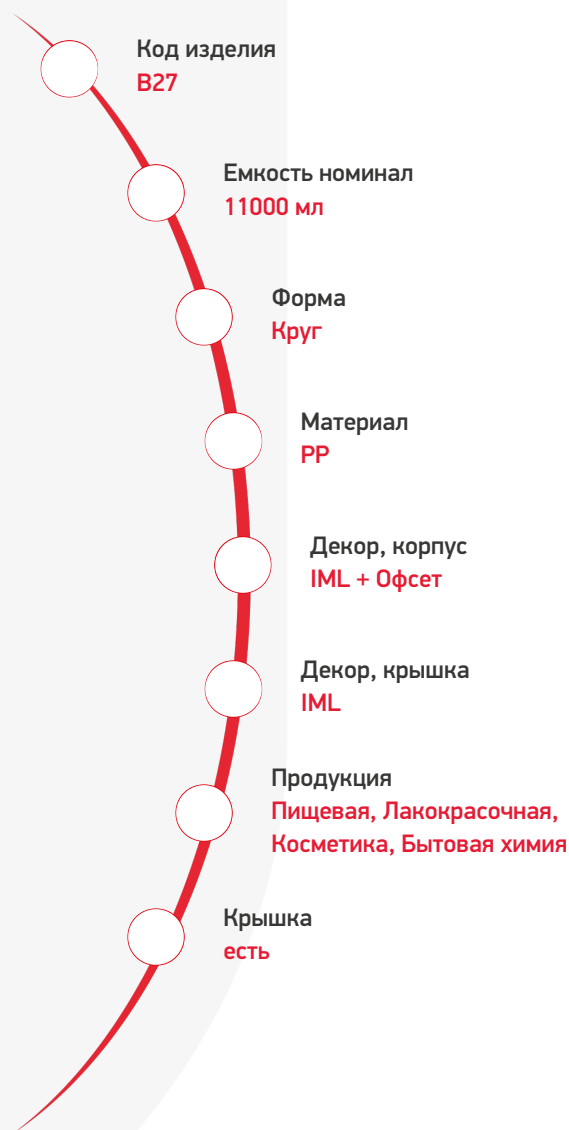 Код изделия
B27
Емкость номинал
11000 мл
Форма
Круг
Материал
PP
Декор, корпус
IML + Офсет
Декор, крышка
IML
Продукция
Пищевая, Лакокрасочная,
Косметика, Бытовая химия
Крышка
есть